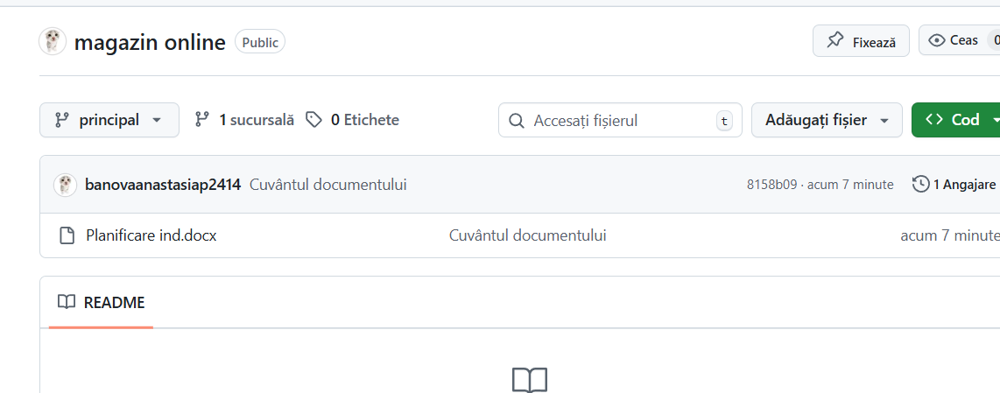 magazin online Public Fixează Ceas 0
principal 1 sucursală 0 Etichete Accesați fișierul t Adăugați fișier Cod
banovaanastasiap2414 Cuvântul documentului 8158b09 · acum 7 minute 1 Angajare
Planificare ind.docx Cuvântul documentului acum 7 minute
README